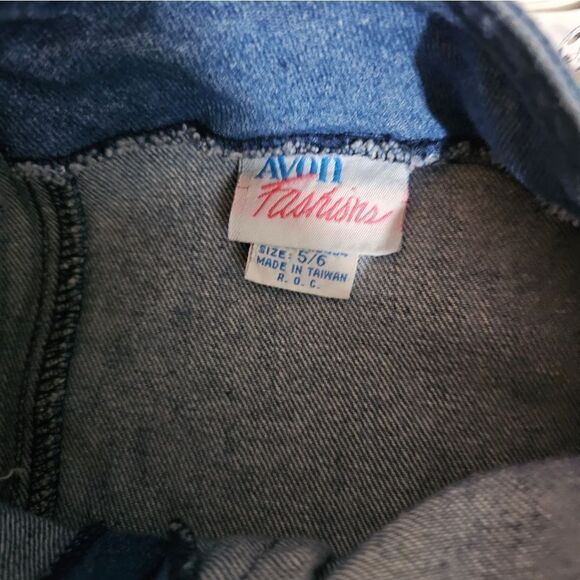 Avon
Fashions
SIZE: 5/6
MADE IN TAIWAN
R. O. C.